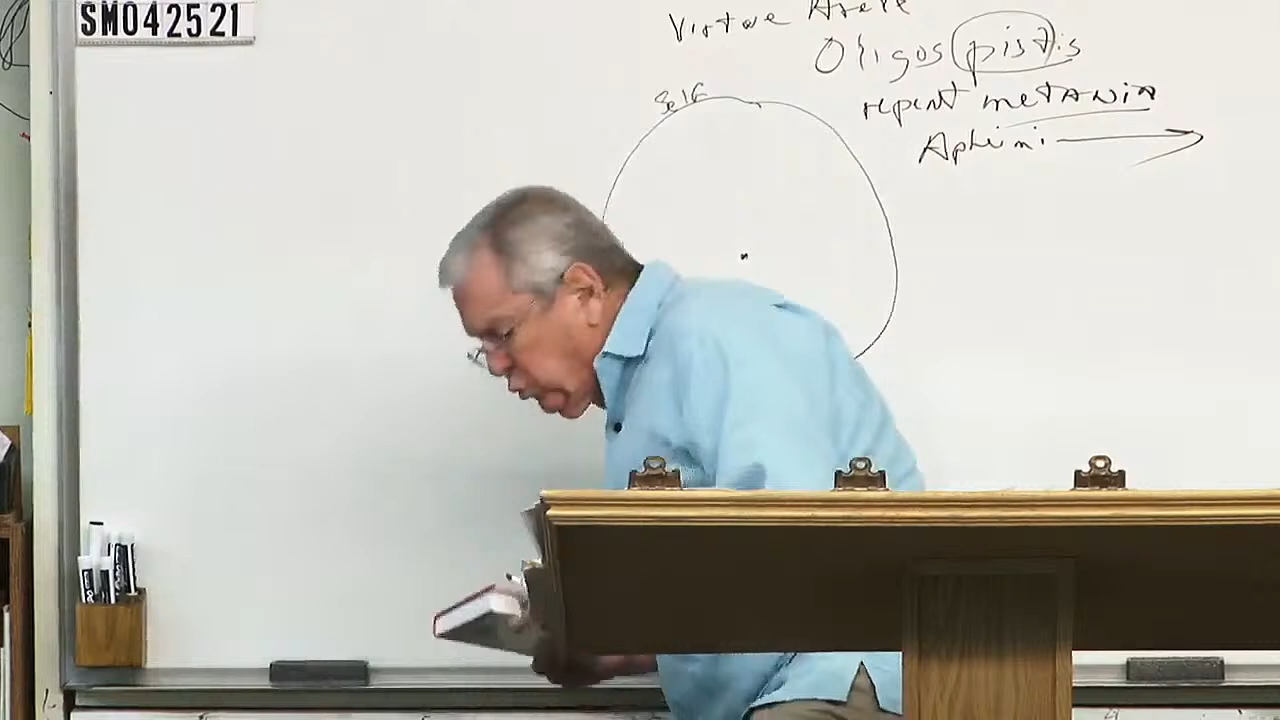 SM042521
Virtue Arete
Oligos pistis
self
repent metania
Aphimi